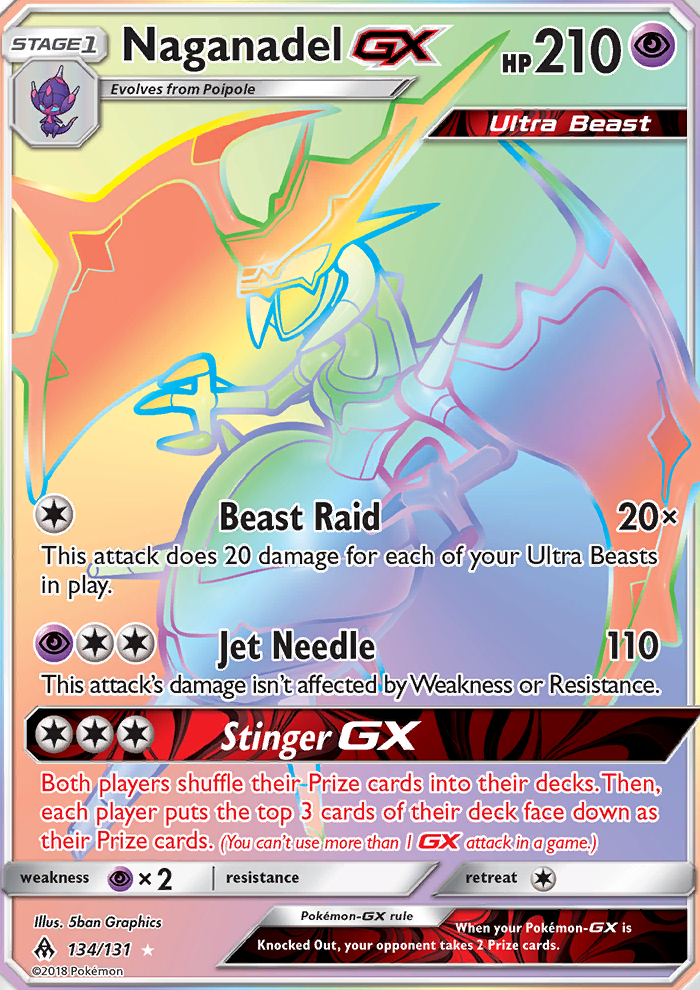 STAGE1 Naganadel GX HP210
Evolves from Poipole
Ultra Beast
Beast Raid 20×
This attack does 20 damage for each of your Ultra Beasts
in play.
Jet Needle 110
This attack's damage isn't affected by Weakness or Resistance.
Stinger GX
Both players shuffle their Prize cards into their decks. Then,
each player puts the top 3 cards of their deck face down as
their Prize cards. (You can't use more than 1 GX attack in a game.)
weakness ×2 resistance retreat
Illus. 5ban Graphics
134/131
©2018 Pokémon
Pokémon-GX rule
When your Pokémon-GX is
Knocked Out, your opponent takes 2 Prize cards.